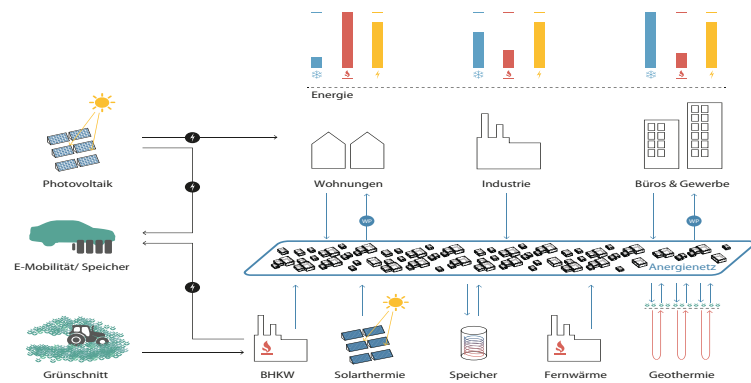 Energie
Photovoltaik
Wohnungen
Industrie
Büros & Gewerbe
WP
WP
E-Mobilität/ Speicher
Anergienetz
Grünschnitt
BHKW
Solarthermie
Speicher
Fernwärme
Geothermie